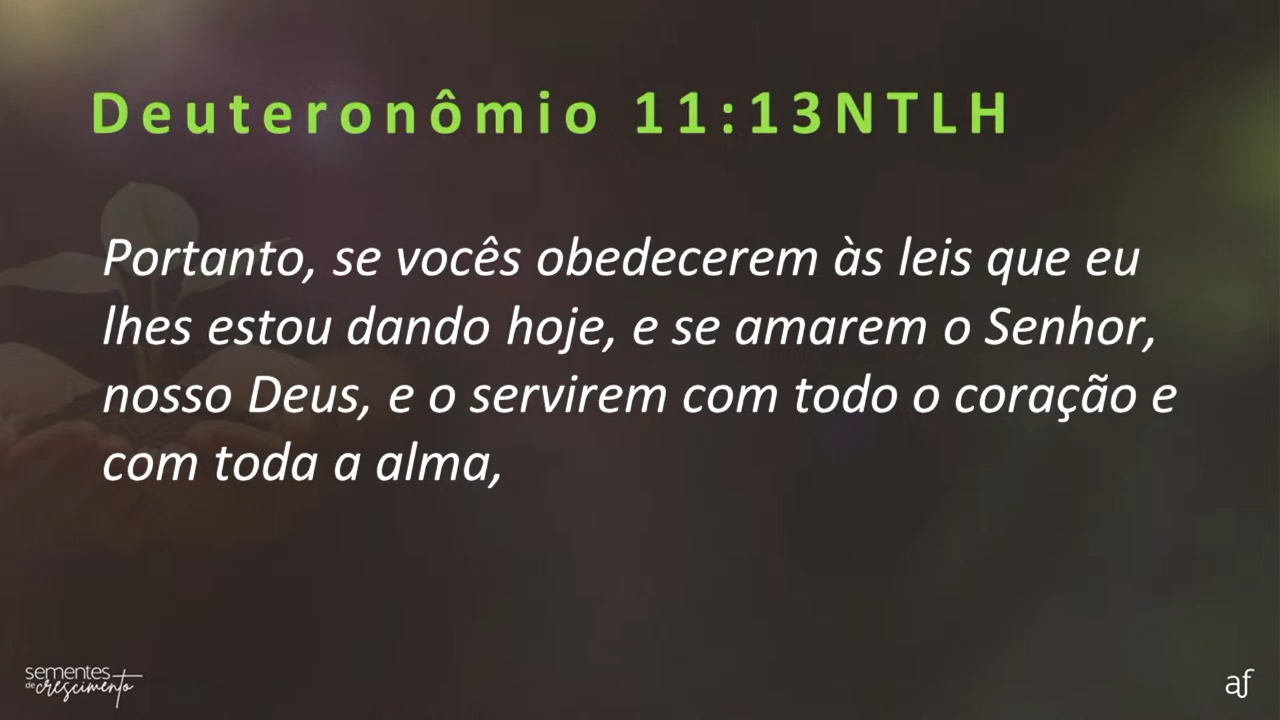 Deuteronômio 11:13NTLH
Portanto, se vocês obedecerem às leis que eu
lhes estou dando hoje, e se amarem o Senhor,
nosso Deus, e o servirem com todo o coração e
com toda a alma,
sementes
de crescimento
af